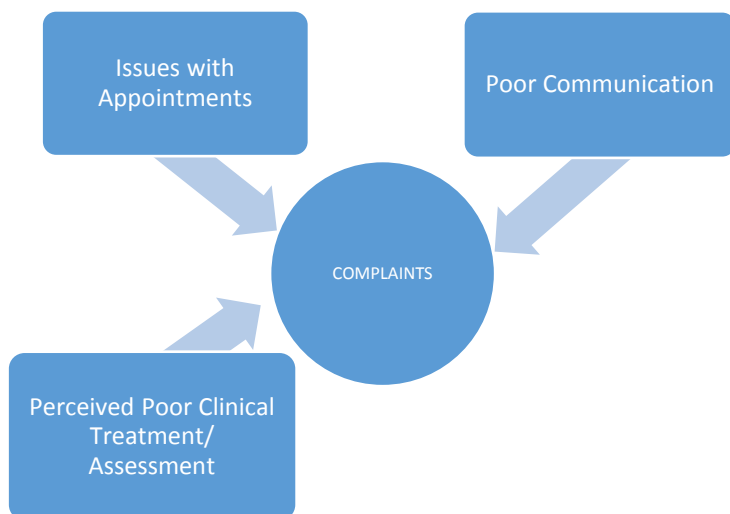 Issues with
Appointments
Poor Communication
COMPLAINTS
Perceived Poor Clinical
Treatment/
Assessment